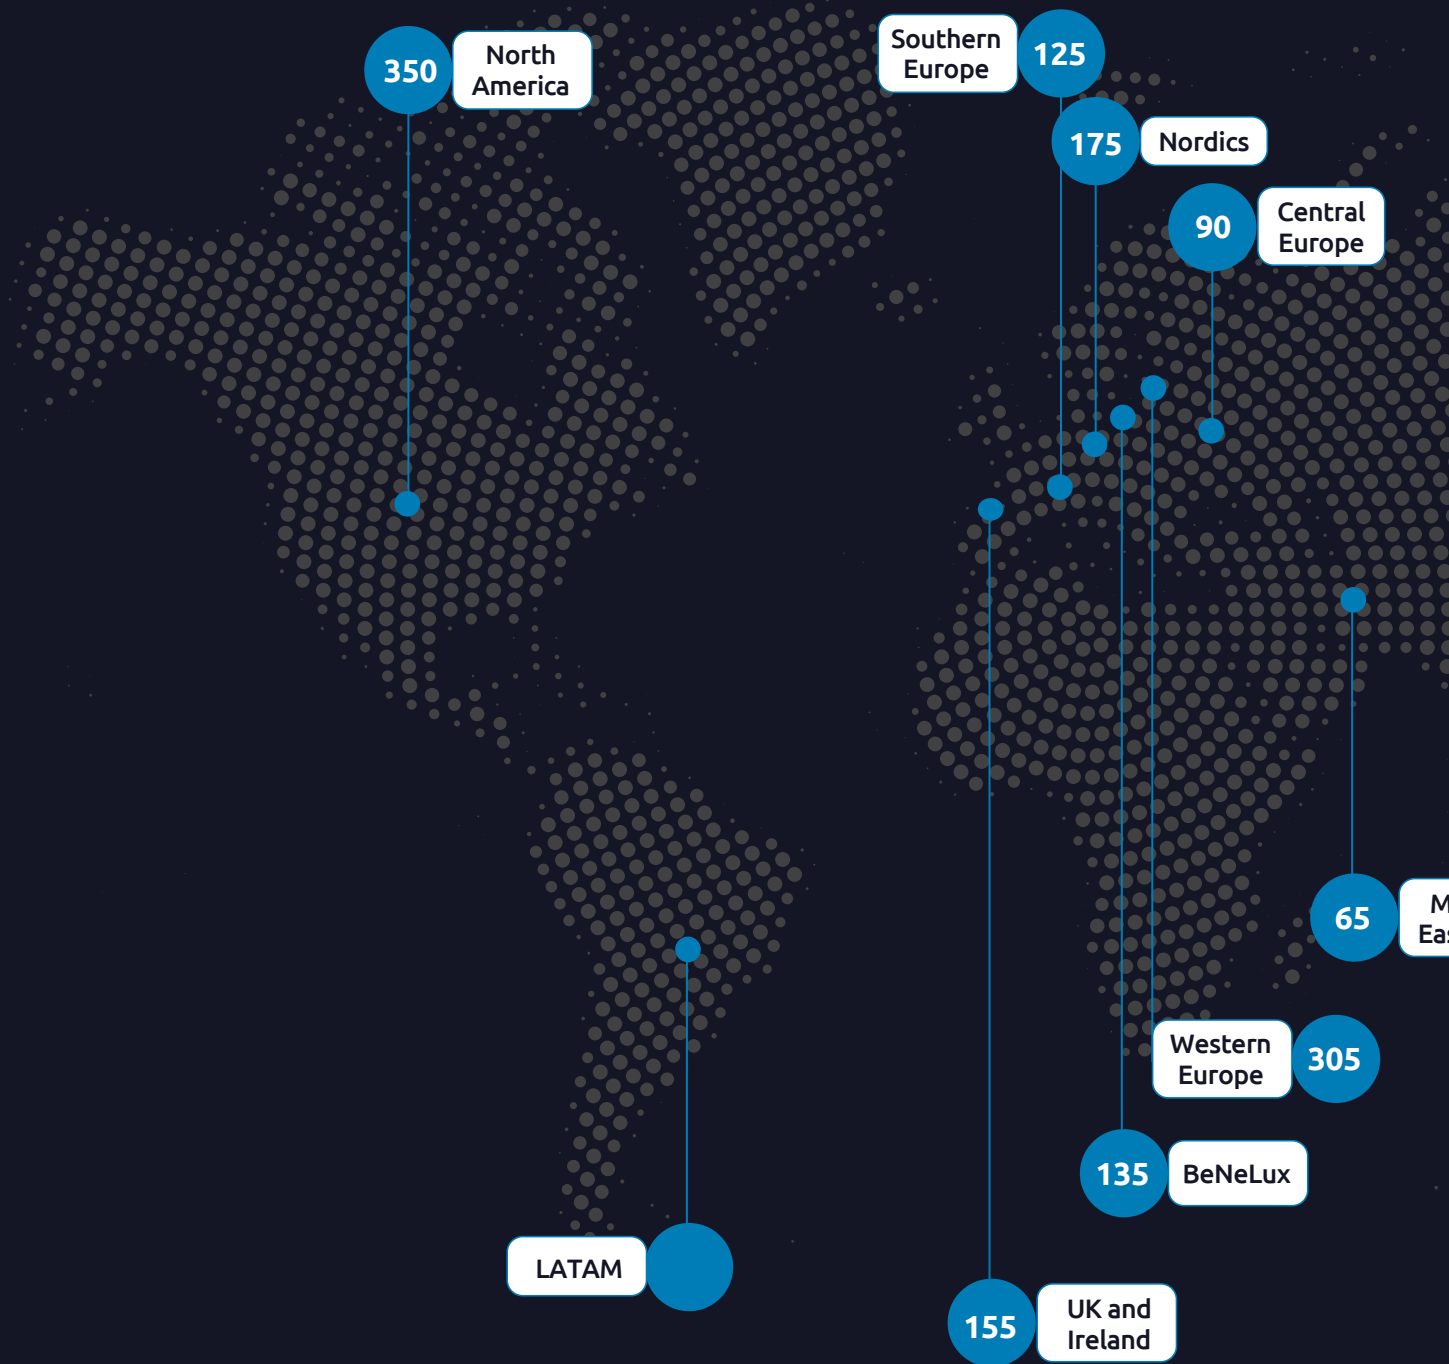 350
North
America
Southern
Europe
125
175
Nordics
90
Central
Europe
65
Western
Europe
305
135
BeNeLux
LATAM
155
UK and
Ireland